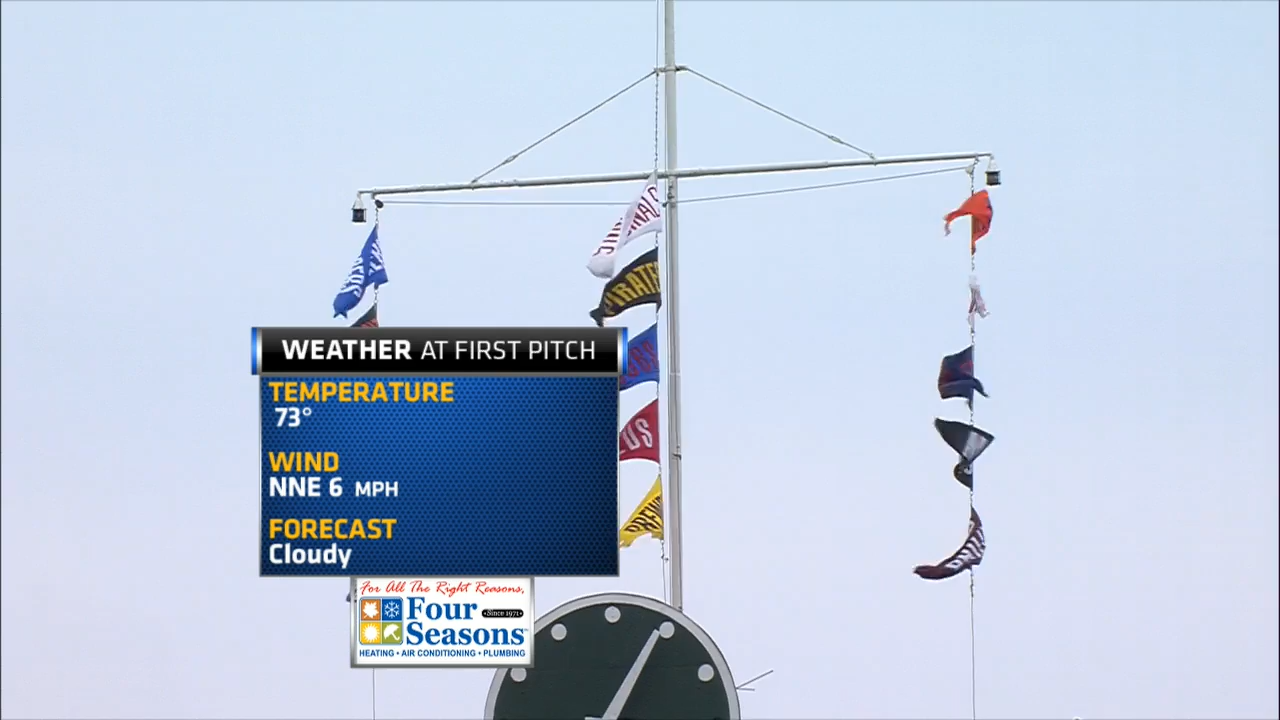 WEATHER AT FIRST PITCH
TEMPERATURE
73°
WIND
NNE 6 MPH
FORECAST
Cloudy
For All The Right Reasons,
Four
Since 1971
Seasons
HEATING • AIR CONDITIONING • PLUMBING
PIRATE